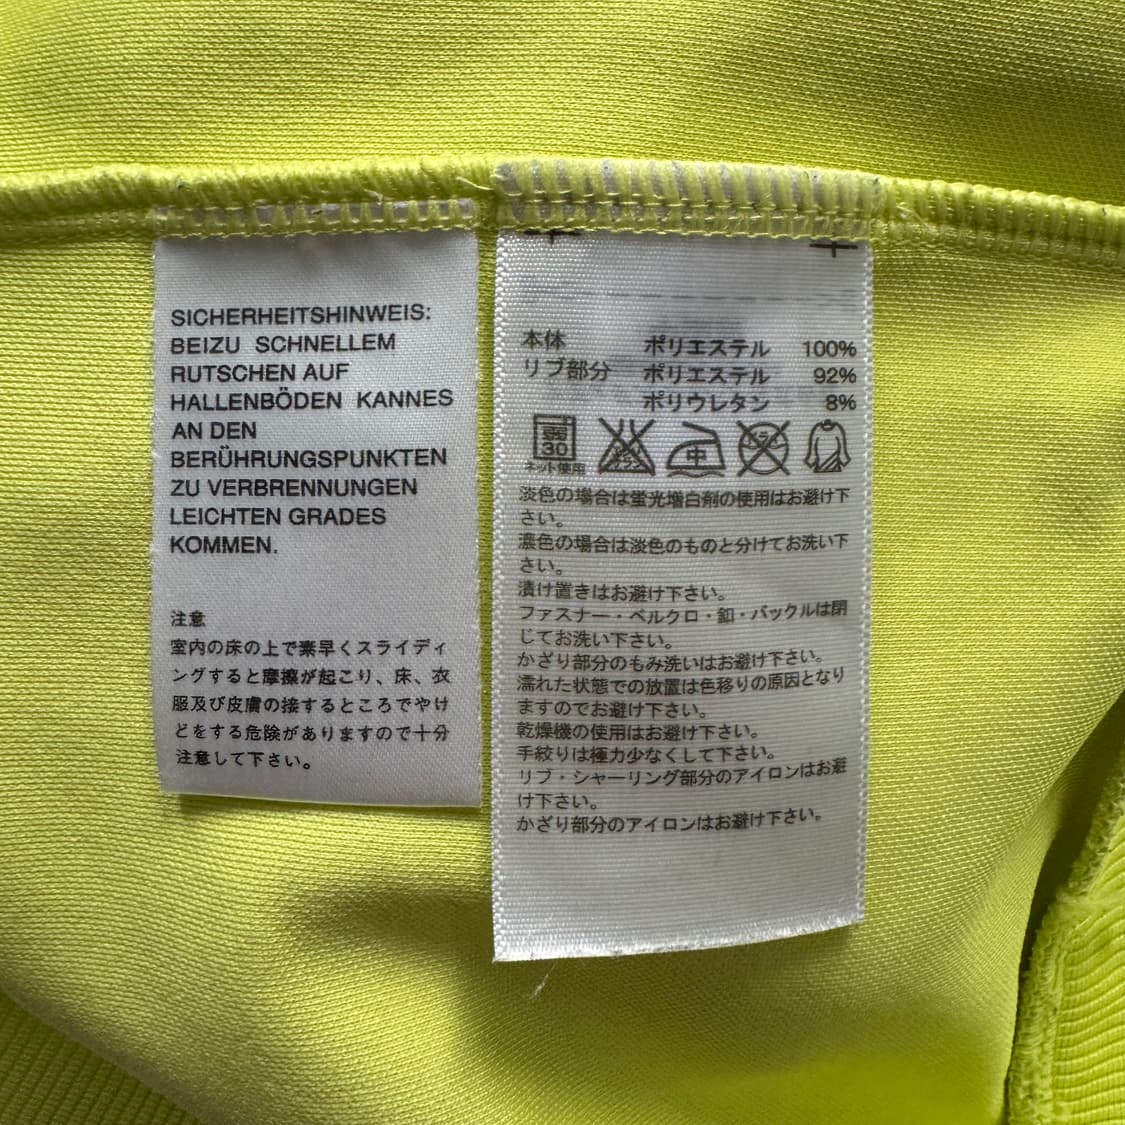 SICHERHEITSHINWEIS:
BEIZU SCHNELLEM
RUTSCHEN AUF
HALLENBÖDEN KANNES
AN DEN
BERÜHRUNGSPUNKTEN
ZU VERBRENNUNGEN
LEICHTEN GRADES
KOMMEN.
注意
室内の床の上で素早くスライディ
ングすると摩擦が起こり、床、衣
服及び皮膚の接するところでやけ
どをする危険がありますので十分
注意して下さい。
本体 ポリエステル 100%
リブ部分 ポリエステル 92%
ポリウレタン 8%
30 中
ネット使用
淡色の場合は蛍光増白剤の使用はお避け下
さい。
濃色の場合は淡色のものと分けてお洗い下
さい。
漬け置きはお避け下さい。
ファスナー・ベルクロ・釦・バックルは閉
じてお洗い下さい。
かざり部分のもみ洗いはお避け下さい。
濡れた状態での放置は色移りの原因となり
ますのでお避け下さい。
乾燥機の使用はお避け下さい。
手絞りは極力少なくして下さい。
リブ・シャーリング部分のアイロンはお避
け下さい。
かざり部分のアイロンはお避け下さい。